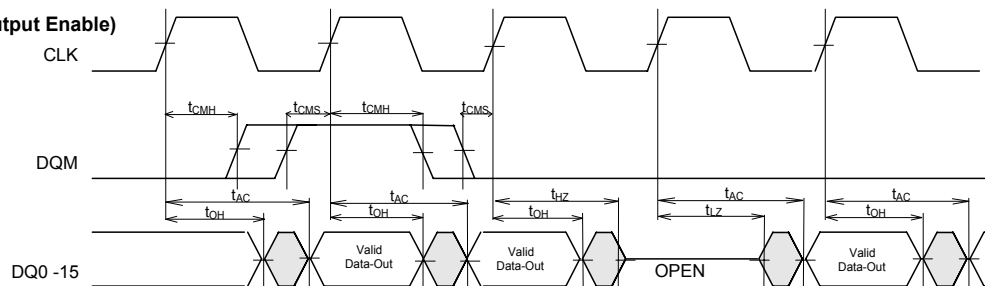 tput Enable)
CLK
tCMH
tCMS
tCMH
tCMS
DQM
tAC
tAC
tHZ
tAC
tAC
tOH
tOH
tOH
tLZ
tOH
DQ0 -15
Valid
Data-Out
Valid
Data-Out
OPEN
Valid
Data-Out